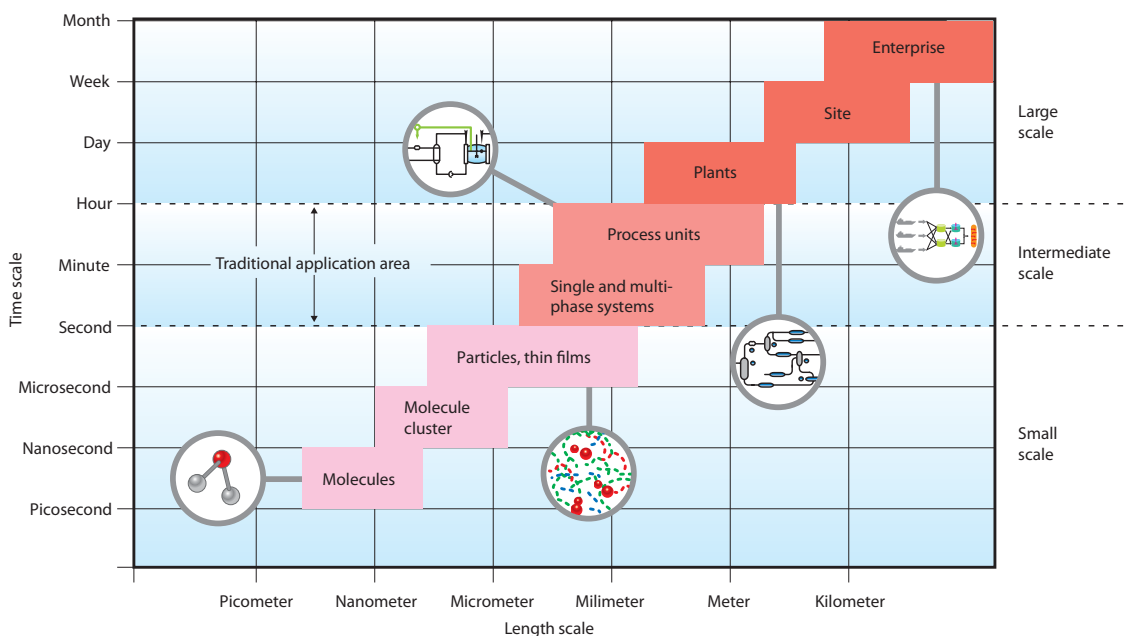 Month
Enterprise
Week
Site
Large
scale
Day
Plants
Hour
Process units
Traditional application area
Intermediate
scale
Minute
Single and multi-
phase systems
Time scale
Second
Particles, thin films
Microsecond
Molecule
cluster
Small
scale
Nanosecond
Molecules
Picosecond
Picometer
Nanometer
Micrometer
Milimeter
Meter
Kilometer
Length scale